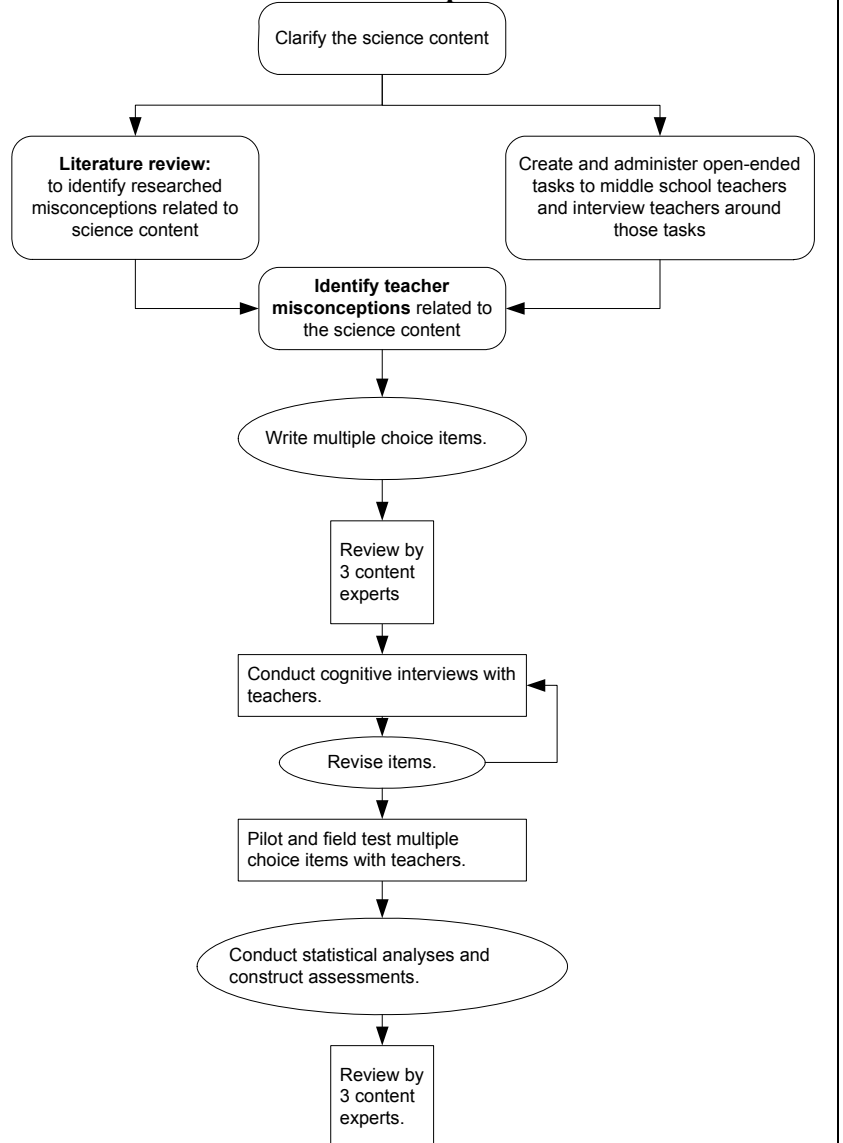 Clarify the science content
Literature review:
to identify researched
misconceptions related to
science content
Create and administer open-ended
tasks to middle school teachers
and interview teachers around
those tasks
Identify teacher
misconceptions related to
the science content
Write multiple choice items.
Review by
3 content
experts
Conduct cognitive interviews with
teachers.
Revise items.
Pilot and field test multiple
choice items with teachers.
Conduct statistical analyses and
construct assessments.
Review by
3 content
experts.